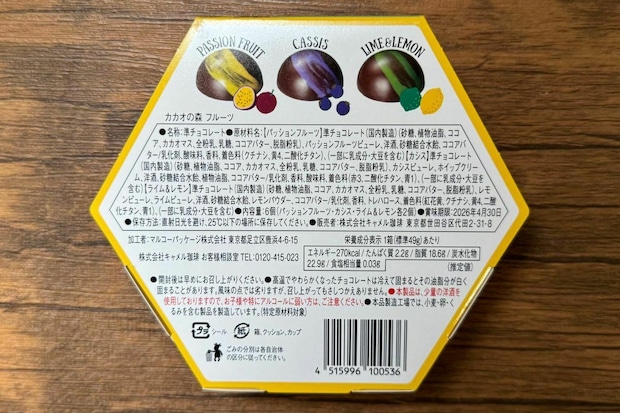 PASSION FRUIT
CASSIS
LIME&LEMON
カカオの森 フルーツ
●名称:準チョコレート●原材料名:【パッションフルーツ】準チョコレート(国内製造)(砂糖、植物油脂、ココ
ア、カカオマス、全粉乳、乳糖、ココアバター、脱脂粉乳)、パッションフルーツピューレ、洋酒、砂糖結合水飴、ココアバ
ター/乳化剤、酸味料、香料、着色料(クチナシ、黄4、二酸化チタン)、(一部に乳成分・大豆を含む)【カシス】準チョコレート
(国内製造)(砂糖、植物油脂、ココア、カカオマス、全粉乳、乳糖、ココアバター、脱脂粉乳)、カシスピューレ、ホイップクリー
ム、洋酒、砂糖結合水飴、植物油脂、ココアバター/乳化剤、香料、酸味料、着色料(赤3、二酸化チタン、青1)、(一部に乳成分・大豆を含
む)【ライム&レモン】準チョコレート(国内製造)(砂糖、植物油脂、ココア、カカオマス、全粉乳、乳糖、ココアバター、脱脂粉乳)、レモ
ンピューレ、ライムピューレ、洋酒、砂糖結合水飴、レモンパウダー、ココアバター/乳化剤、香料、トレハロース、着色料(紅花黄、クチナシ、黄4、
二酸化チタン、青1)、(一部に乳成分・大豆を含む)●内容量:6個(パッションフルーツ・カシス・ライム&レモン各2個)●賞味期限:2026年4月30日
●保存方法:直射日光を避け、25℃以下の場所に保存してください。●販売者:株式会社キャメル珈琲 東京都世田谷区代田2-31-8
加工者:マルコーパッケージ株式会社 東京都足立区鹿浜4-6-15
株式会社キャメル珈琲 お客様相談室 TEL:0120-415-023
栄養成分表示 1箱(標準49g)あたり
エネルギー270kcal/たんぱく質 2.2g/脂質 18.6g/炭水化物
22.9g/食塩相当量 0.03g
(推定値)
●開封後は早めにお召し上がりください。●高温でやわらかくなったチョコレートは冷えて固まるとその油脂分が白く
固まることがあります。風味の点では劣りますが、召し上がってもさしつかえありません。●本製品は、少量の洋酒を
使用しておりますので、お子様や特にアルコールに弱い方は、ご注意ください。●本品製造工場では、小麦・卵・く
るみを含む製品を製造しています。(特定原材料対象)
プラ
シール
紙
箱、クッション、カップ
ごみの分別は各自治体
の区分に従ってください。
4 515996 100536